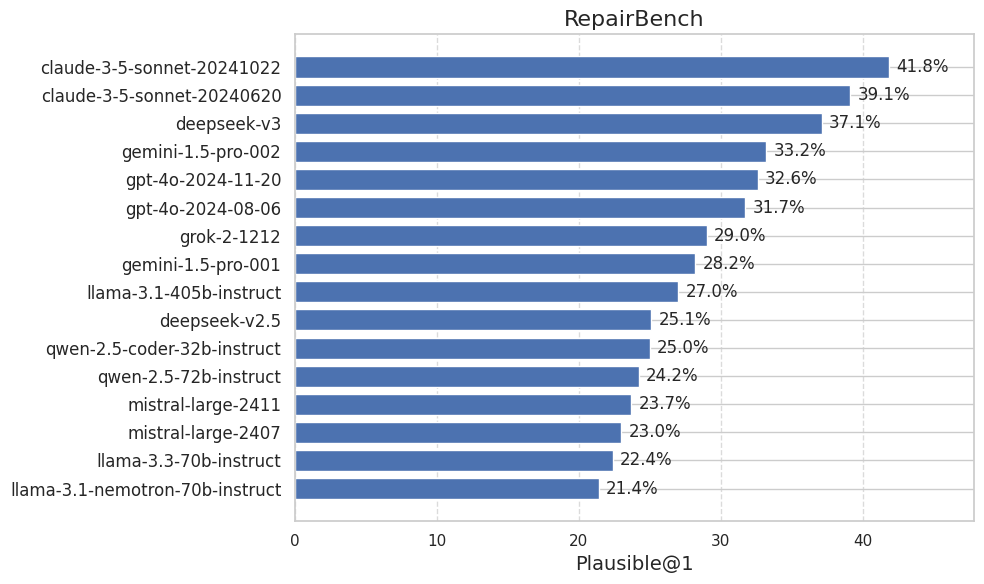 RepairBench
claude-3-5-sonnet-20241022 41.8%
claude-3-5-sonnet-20240620 39.1%
deepseek-v3 37.1%
gemini-1.5-pro-002 33.2%
gpt-4o-2024-11-20 32.6%
gpt-4o-2024-08-06 31.7%
grok-2-1212 29.0%
gemini-1.5-pro-001 28.2%
llama-3.1-405b-instruct 27.0%
deepseek-v2.5 25.1%
qwen-2.5-coder-32b-instruct 25.0%
qwen-2.5-72b-instruct 24.2%
mistral-large-2411 23.7%
mistral-large-2407 23.0%
llama-3.3-70b-instruct 22.4%
llama-3.1-nemotron-70b-instruct 21.4%
0 10 20 30 40
Plausible@1